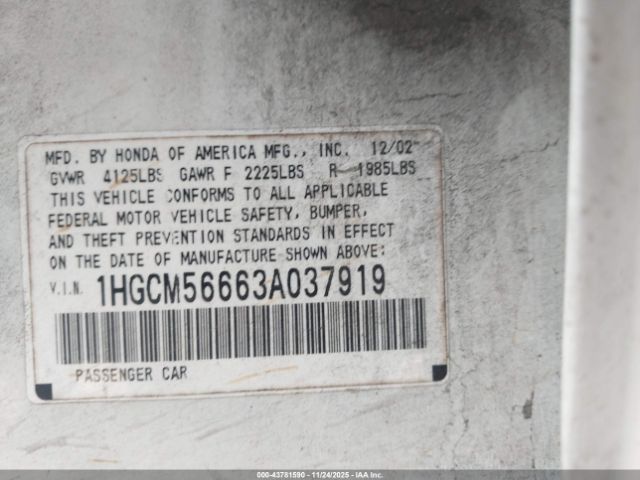 MFD. BY HONDA OF AMERICA MFG., INC. 12/02
GVWR 4125LBS GAWR F 2225LBS R 1985LBS
THIS VEHICLE CONFORMS TO ALL APPLICABLE
FEDERAL MOTOR VEHICLE SAFETY, BUMPER,
AND THEFT PREVENTION STANDARDS IN EFFECT
ON THE DATE OF MANUFACTURE SHOWN ABOVE:
V.I.N. 1HGCM56663A037919
PASSENGER CAR
000-43781590 - 11/24/2025 - IAAI.COM